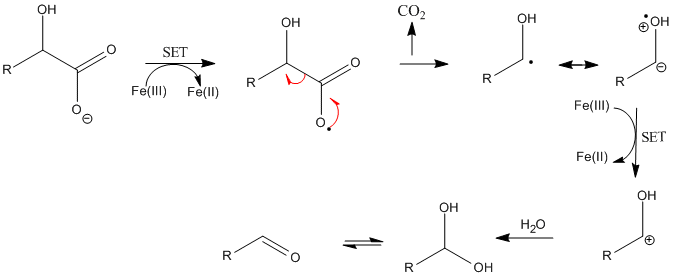 OH
R
O
O
⊖
SET
Fe(III) Fe(II)
OH
R
O
O
•
CO2
OH
R
•
•
⊕
OH
R
⊖
Fe(III)
SET
Fe(II)
OH
R
⊕
H2O
OH
R
OH
R
O